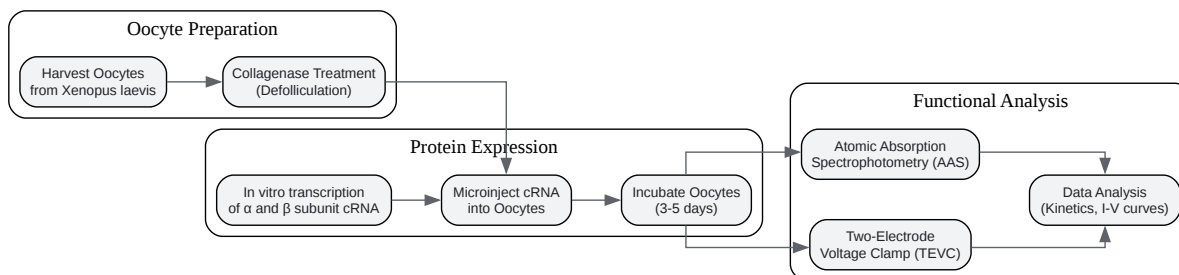 Oocyte Preparation
Harvest Oocytes
from Xenopus laevis
Collagenase Treatment
(Defolliculation)
Protein Expression
In vitro transcription
of α and β subunit cRNA
Microinject cRNA
into Oocytes
Incubate Oocytes
(3-5 days)
Functional Analysis
Atomic Absorption
Spectrophotometry (AAS)
Two-Electrode
Voltage Clamp (TEVC)
Data Analysis
(Kinetics, I-V curves)